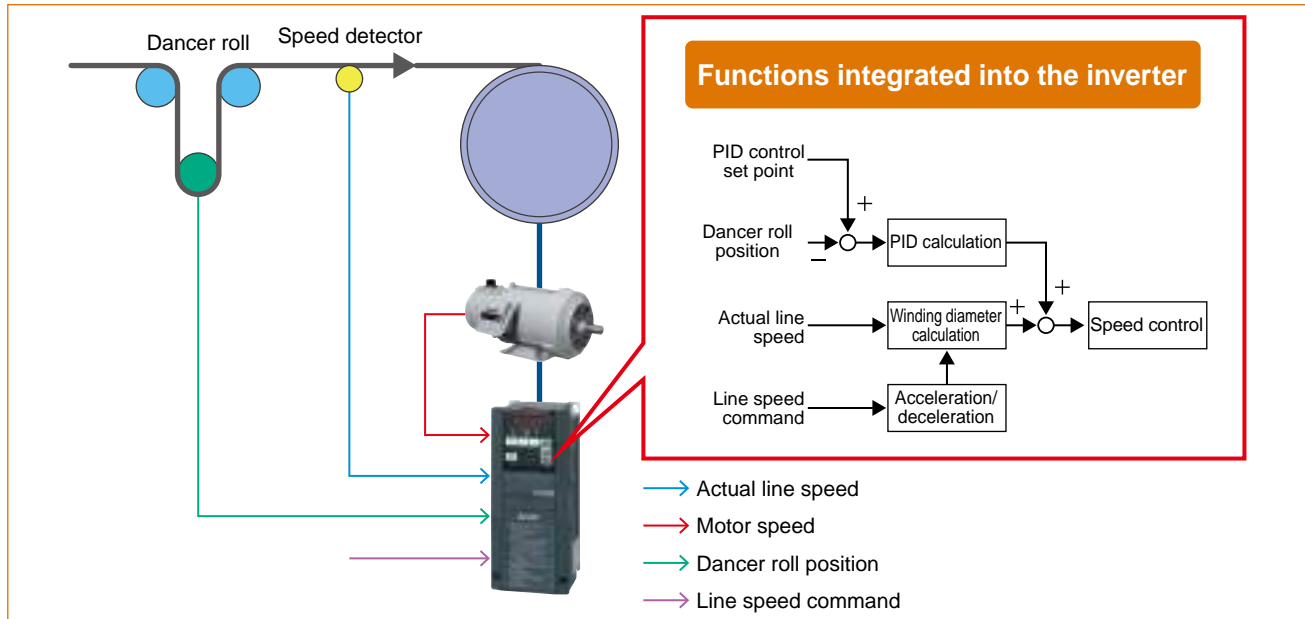 Dancer roll
Speed detector
Functions integrated into the inverter
PID control
set point
+
Dancer roll
position
−
PID calculation
+
Actual line
speed
Winding diameter
calculation
+
Speed control
Line speed
command
Acceleration/
deceleration
Actual line speed
Motor speed
Dancer roll position
Line speed command